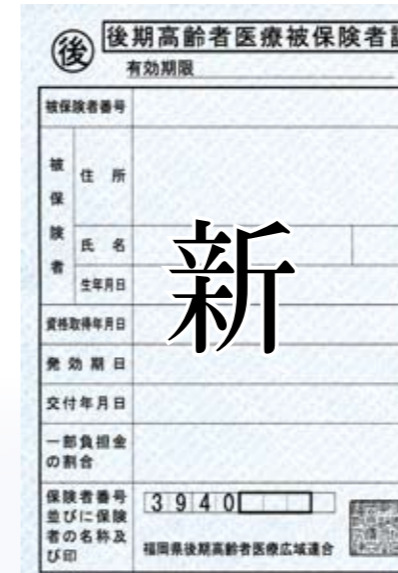 後
後期高齢者医療被保険者証
有効期限
被保険者番号
被保険者
住所
氏名
生年月日
新
資格取得年月日
発効期日
交付年月日
一部負担金
の割合
保険者番号
並びに保険
者の名称及
び印
3940
福岡県後期高齢者医療広域連合